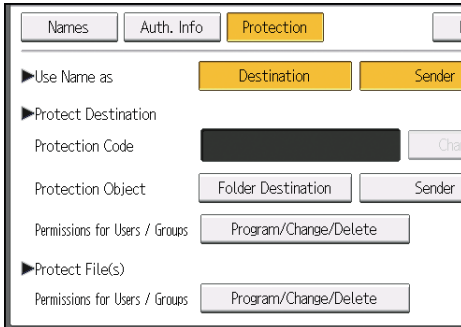 Names Auth. Info Protection
▶Use Name as Destination Sender
▶Protect Destination
Protection Code Cha
Protection Object Folder Destination Sender
Permissions for Users / Groups Program/Change/Delete
▶Protect File(s)
Permissions for Users / Groups Program/Change/Delete